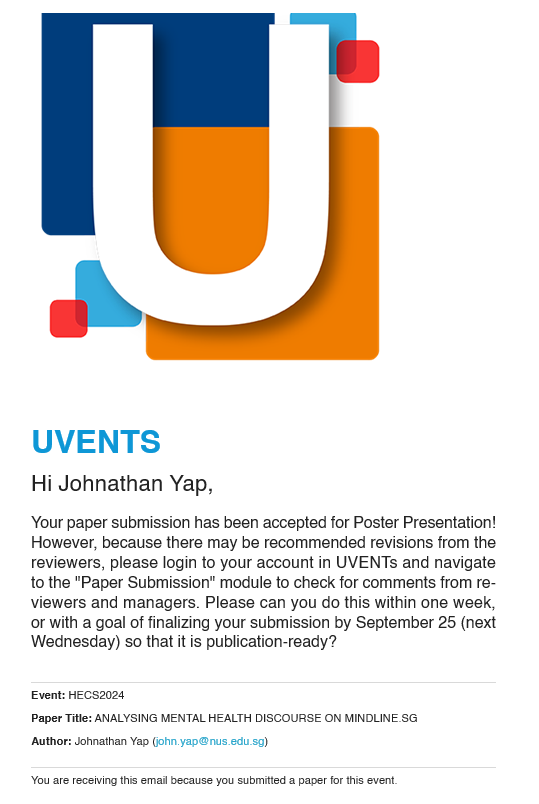 U
UVENTS
Hi Johnathan Yap,
Your paper submission has been accepted for Poster Presentation!
However, because there may be recommended revisions from the
reviewers, please login to your account in UVENTs and navigate
to the "Paper Submission" module to check for comments from re-
viewers and managers. Please can you do this within one week,
or with a goal of finalizing your submission by September 25 (next
Wednesday) so that it is publication-ready?
Event: HECS2024
Paper Title: ANALYSING MENTAL HEALTH DISCOURSE ON MINDLINE.SG
Author: Johnathan Yap (john.yap@nus.edu.sg)
You are receiving this email because you submitted a paper for this event.